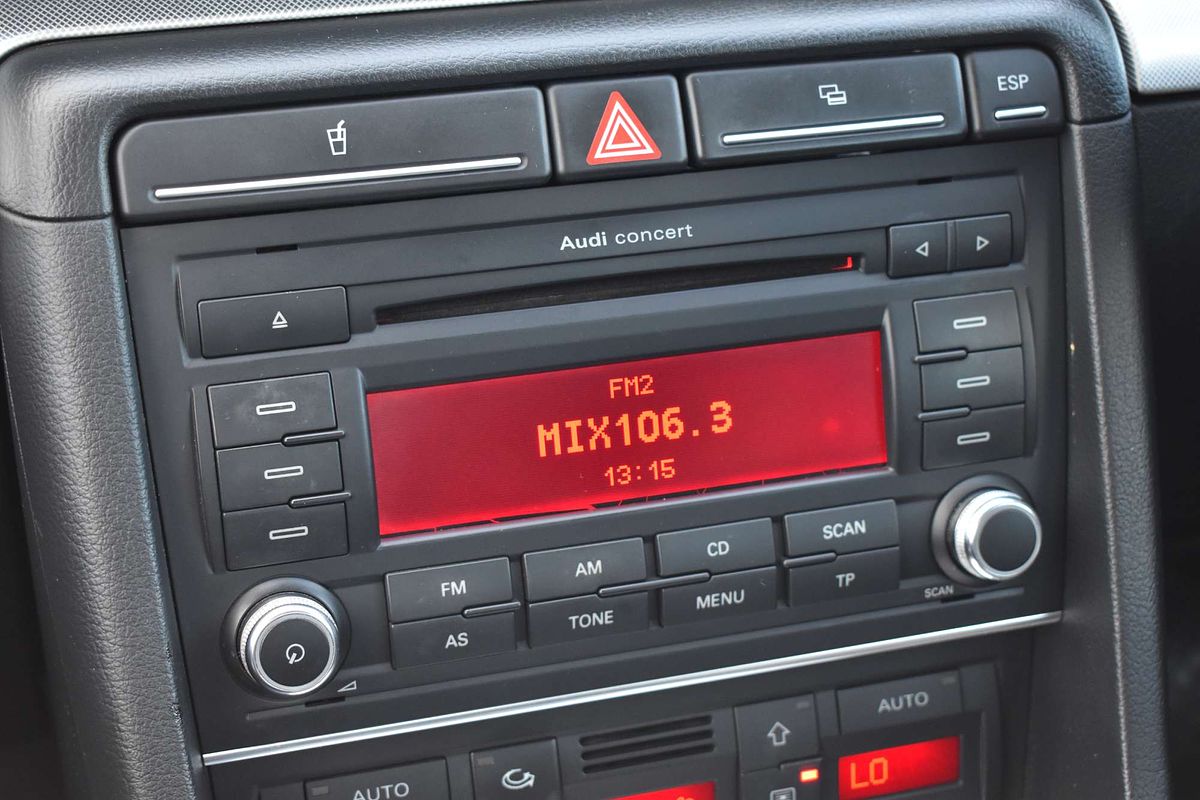 ESP
Audi concert
FM2
MIX106.3
13:15
FM
AM
CD
SCAN
AS
TONE
MENU
TP
SCAN
AUTO
AUTO
LO